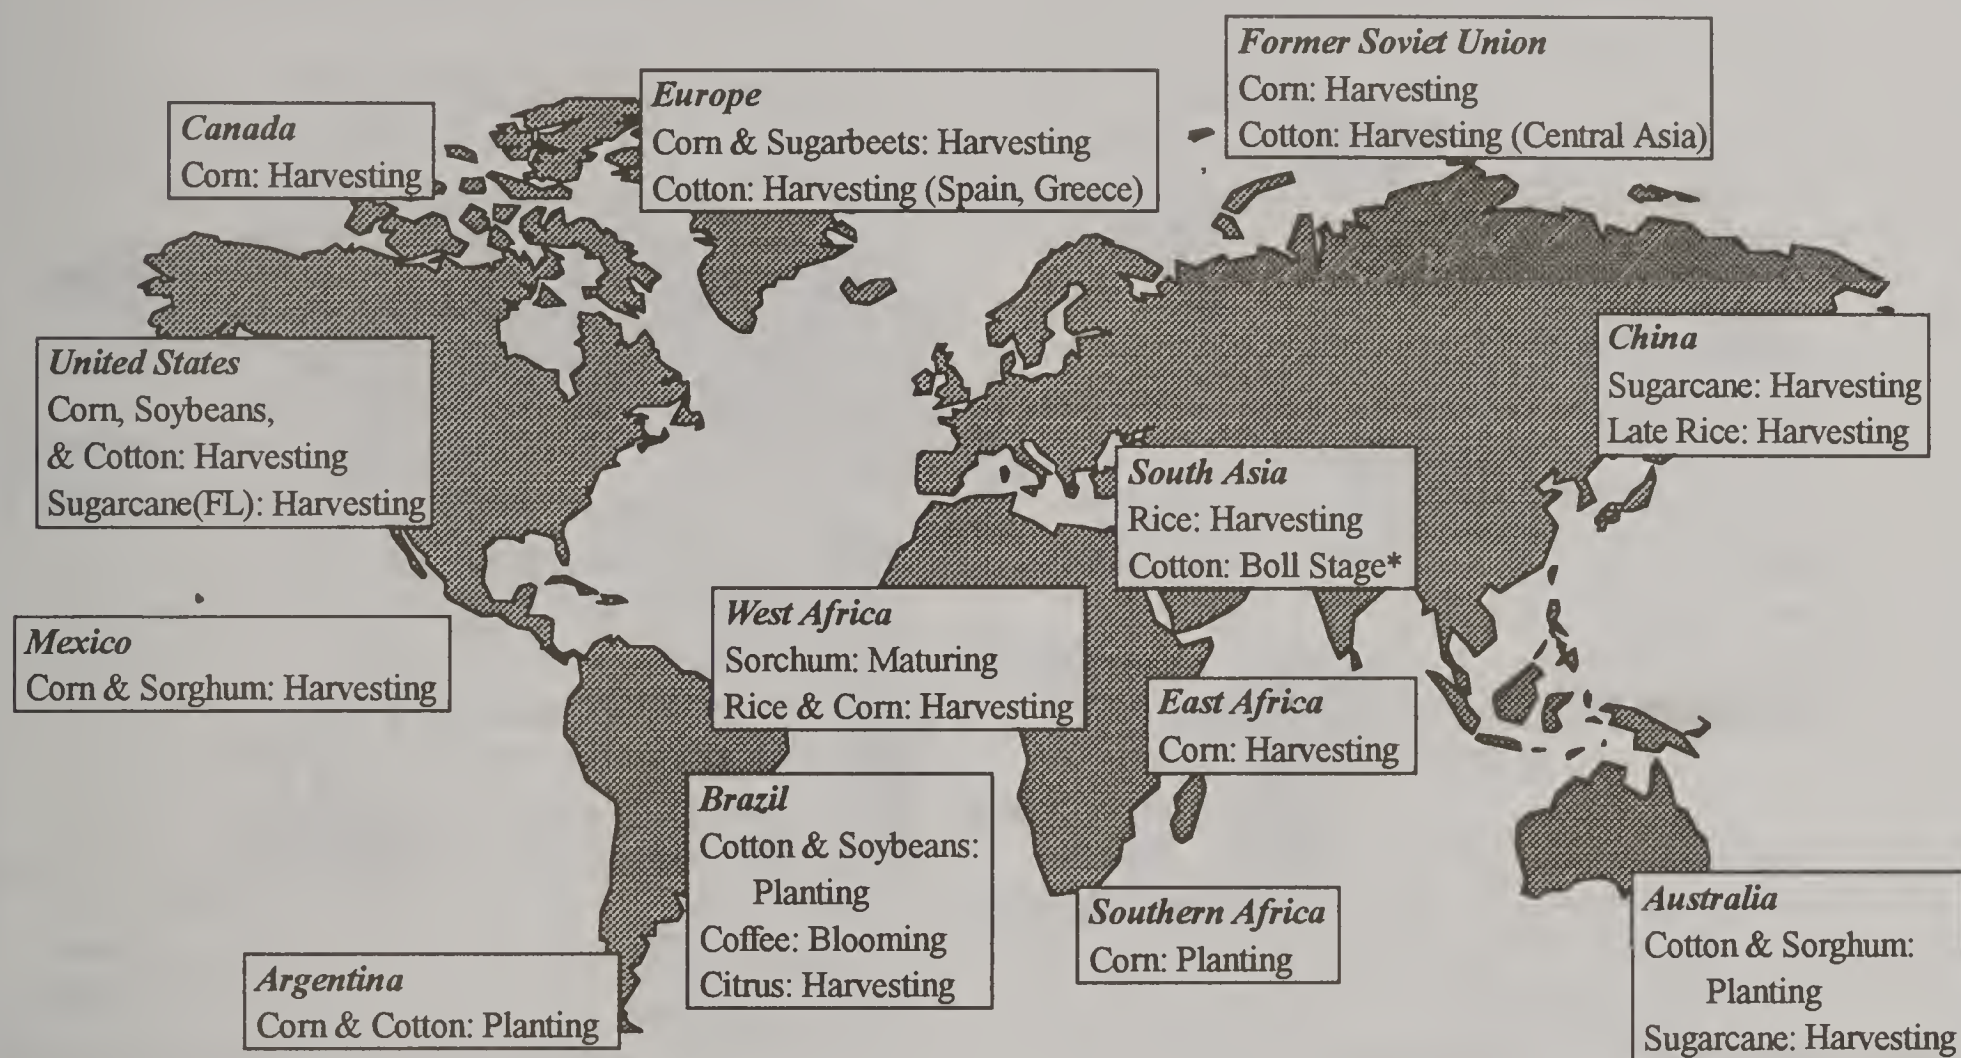 Former Soviet Union
Corn: Harvesting
Cotton: Harvesting (Central Asia)
Europe
Corn & Sugarbeets: Harvesting
Cotton: Harvesting (Spain, Greece)
Canada
Corn: Harvesting
United States
Corn, Soybeans,
& Cotton: Harvesting
Sugarcane(FL): Harvesting
China
Sugarcane: Harvesting
Late Rice: Harvesting
South Asia
Rice: Harvesting
Cotton: Boll Stage*
Mexico
Corn & Sorghum: Harvesting
West Africa
Sorchum: Maturing
Rice & Corn: Harvesting
East Africa
Corn: Harvesting
Brazil
Cotton & Soybeans:
Planting
Coffee: Blooming
Citrus: Harvesting
Southern Africa
Corn: Planting
Australia
Cotton & Sorghum:
Planting
Sugarcane: Harvesting
Argentina
Corn & Cotton: Planting